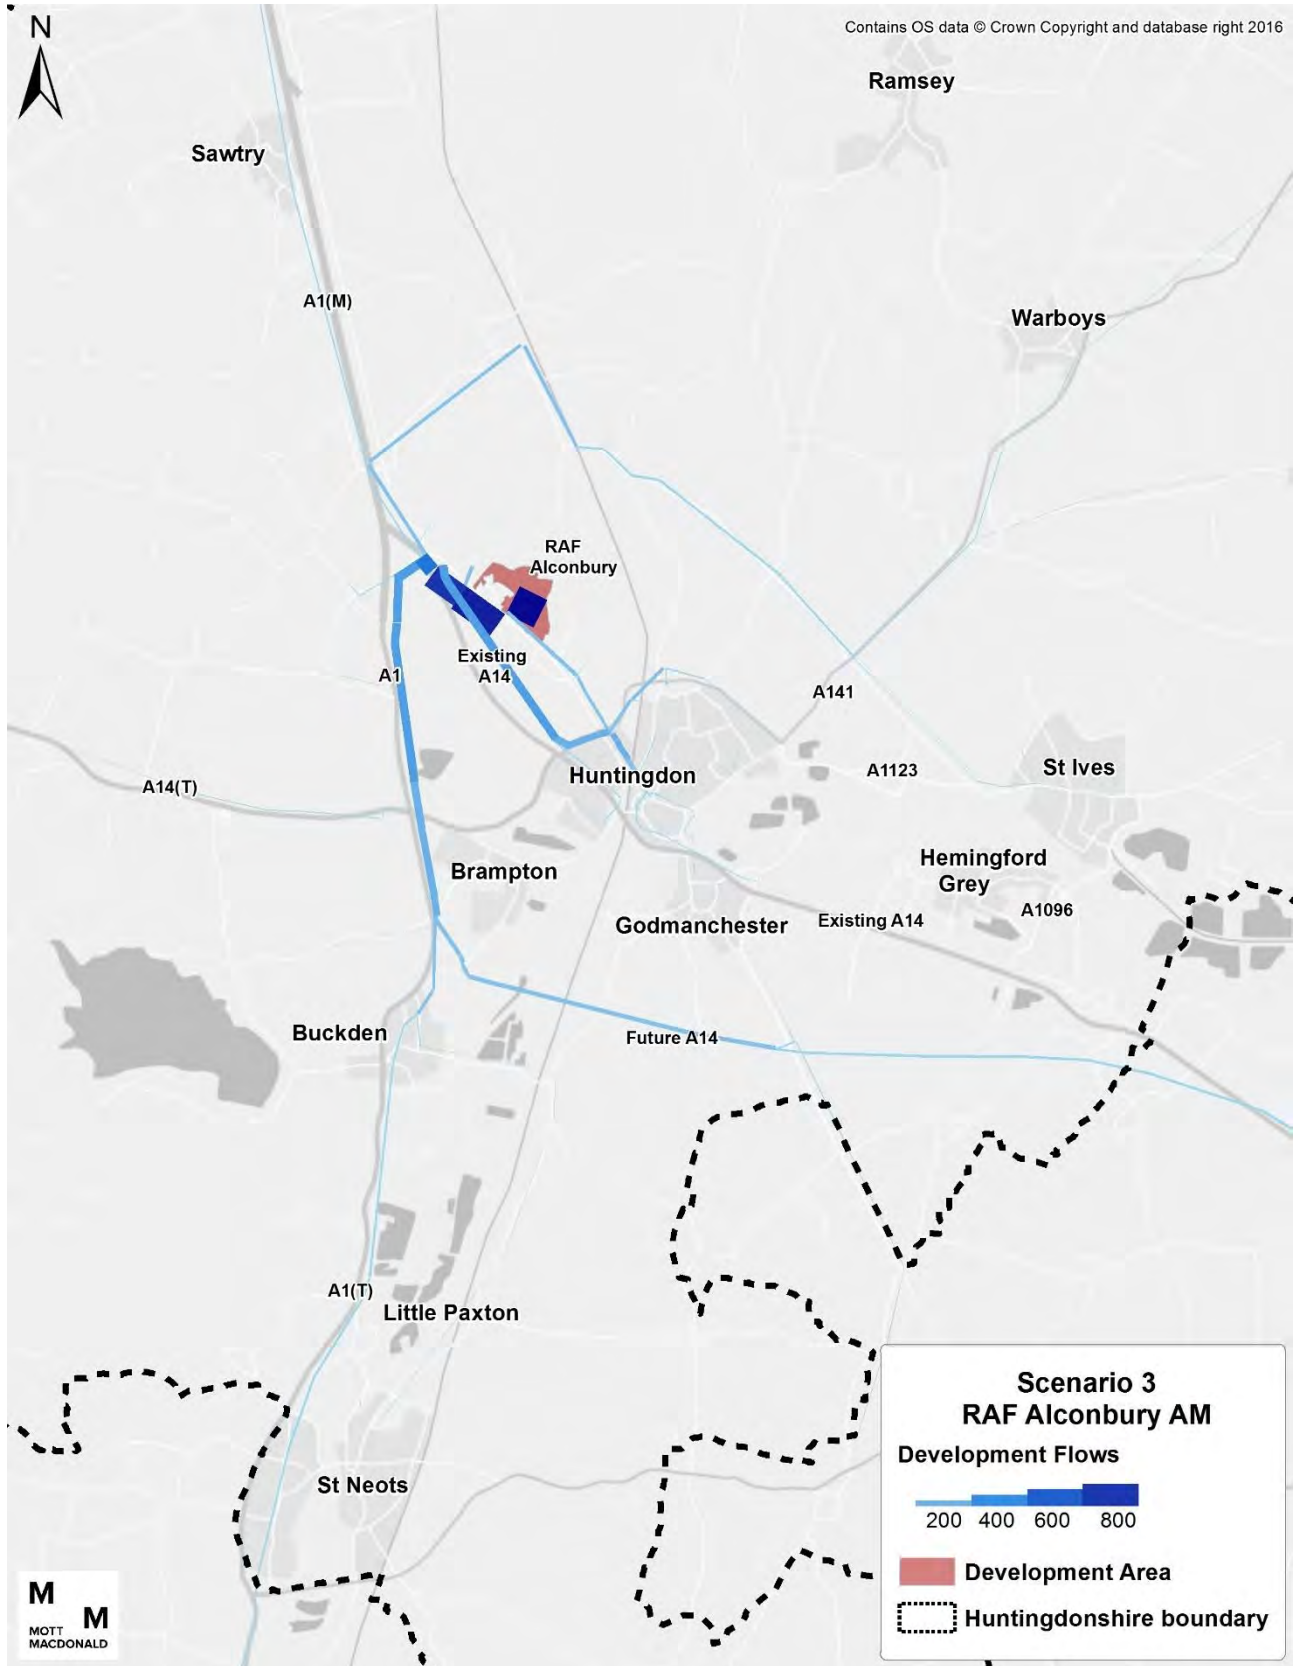 N
Contains OS data © Crown Copyright and database right 2016
Ramsey
Sawtry
A1(M)
Warboys
RAF
Alconbury
Existing
A14
A1
A141
A14(T)
Huntingdon
A1123
St Ives
Brampton
Hemingford
Grey
A1096
Godmanchester
Existing A14
Buckden
Future A14
A1(T)
Little Paxton
St Neots
Scenario 3
RAF Alconbury AM
Development Flows
200 400 600 800
Development Area
Huntingdonshire boundary
M
M
MOTT
MACDONALD